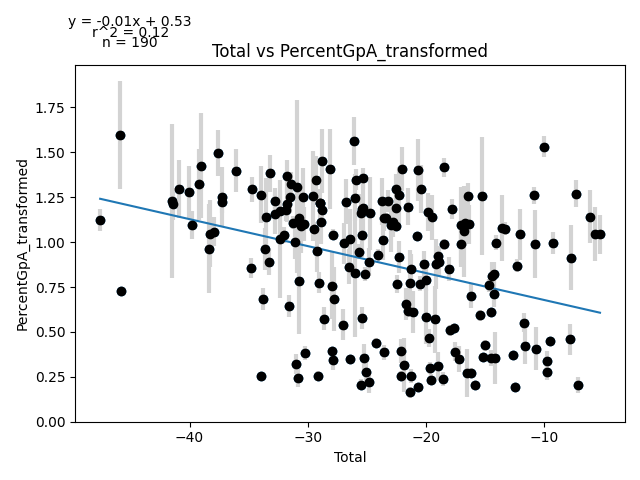 y = -0.01x + 0.53
r^2 = 0.12
n = 190
Total vs PercentGpA_transformed
PercentGpA_transformed
1.75
1.50
1.25
1.00
0.75
0.50
0.25
0.00
−40
−30
−20
−10
Total